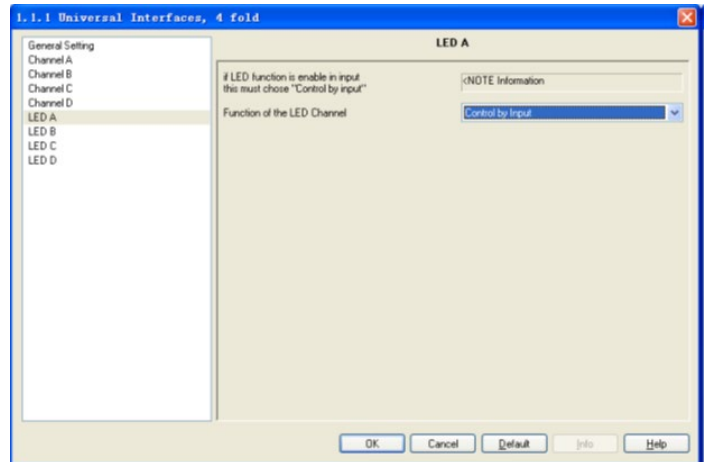 1.1.1 Universal Interfaces, 4 fold
General Setting
Channel A
Channel B
Channel C
Channel D
LED A
LED B
LED C
LED D
LED A
if LED function is enable in input
this must chose "Control by input"
<NOTE Information
Function of the LED Channel
Control by Input
OK
Cancel
Default
Info
Help